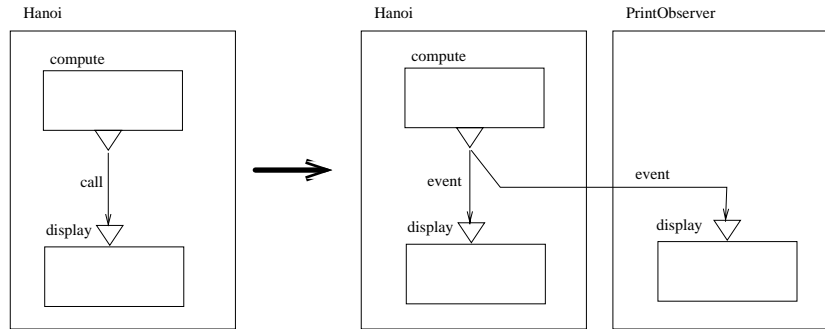 Hanoi
compute
call
display
Hanoi
compute
event
display
PrintObserver
event
display